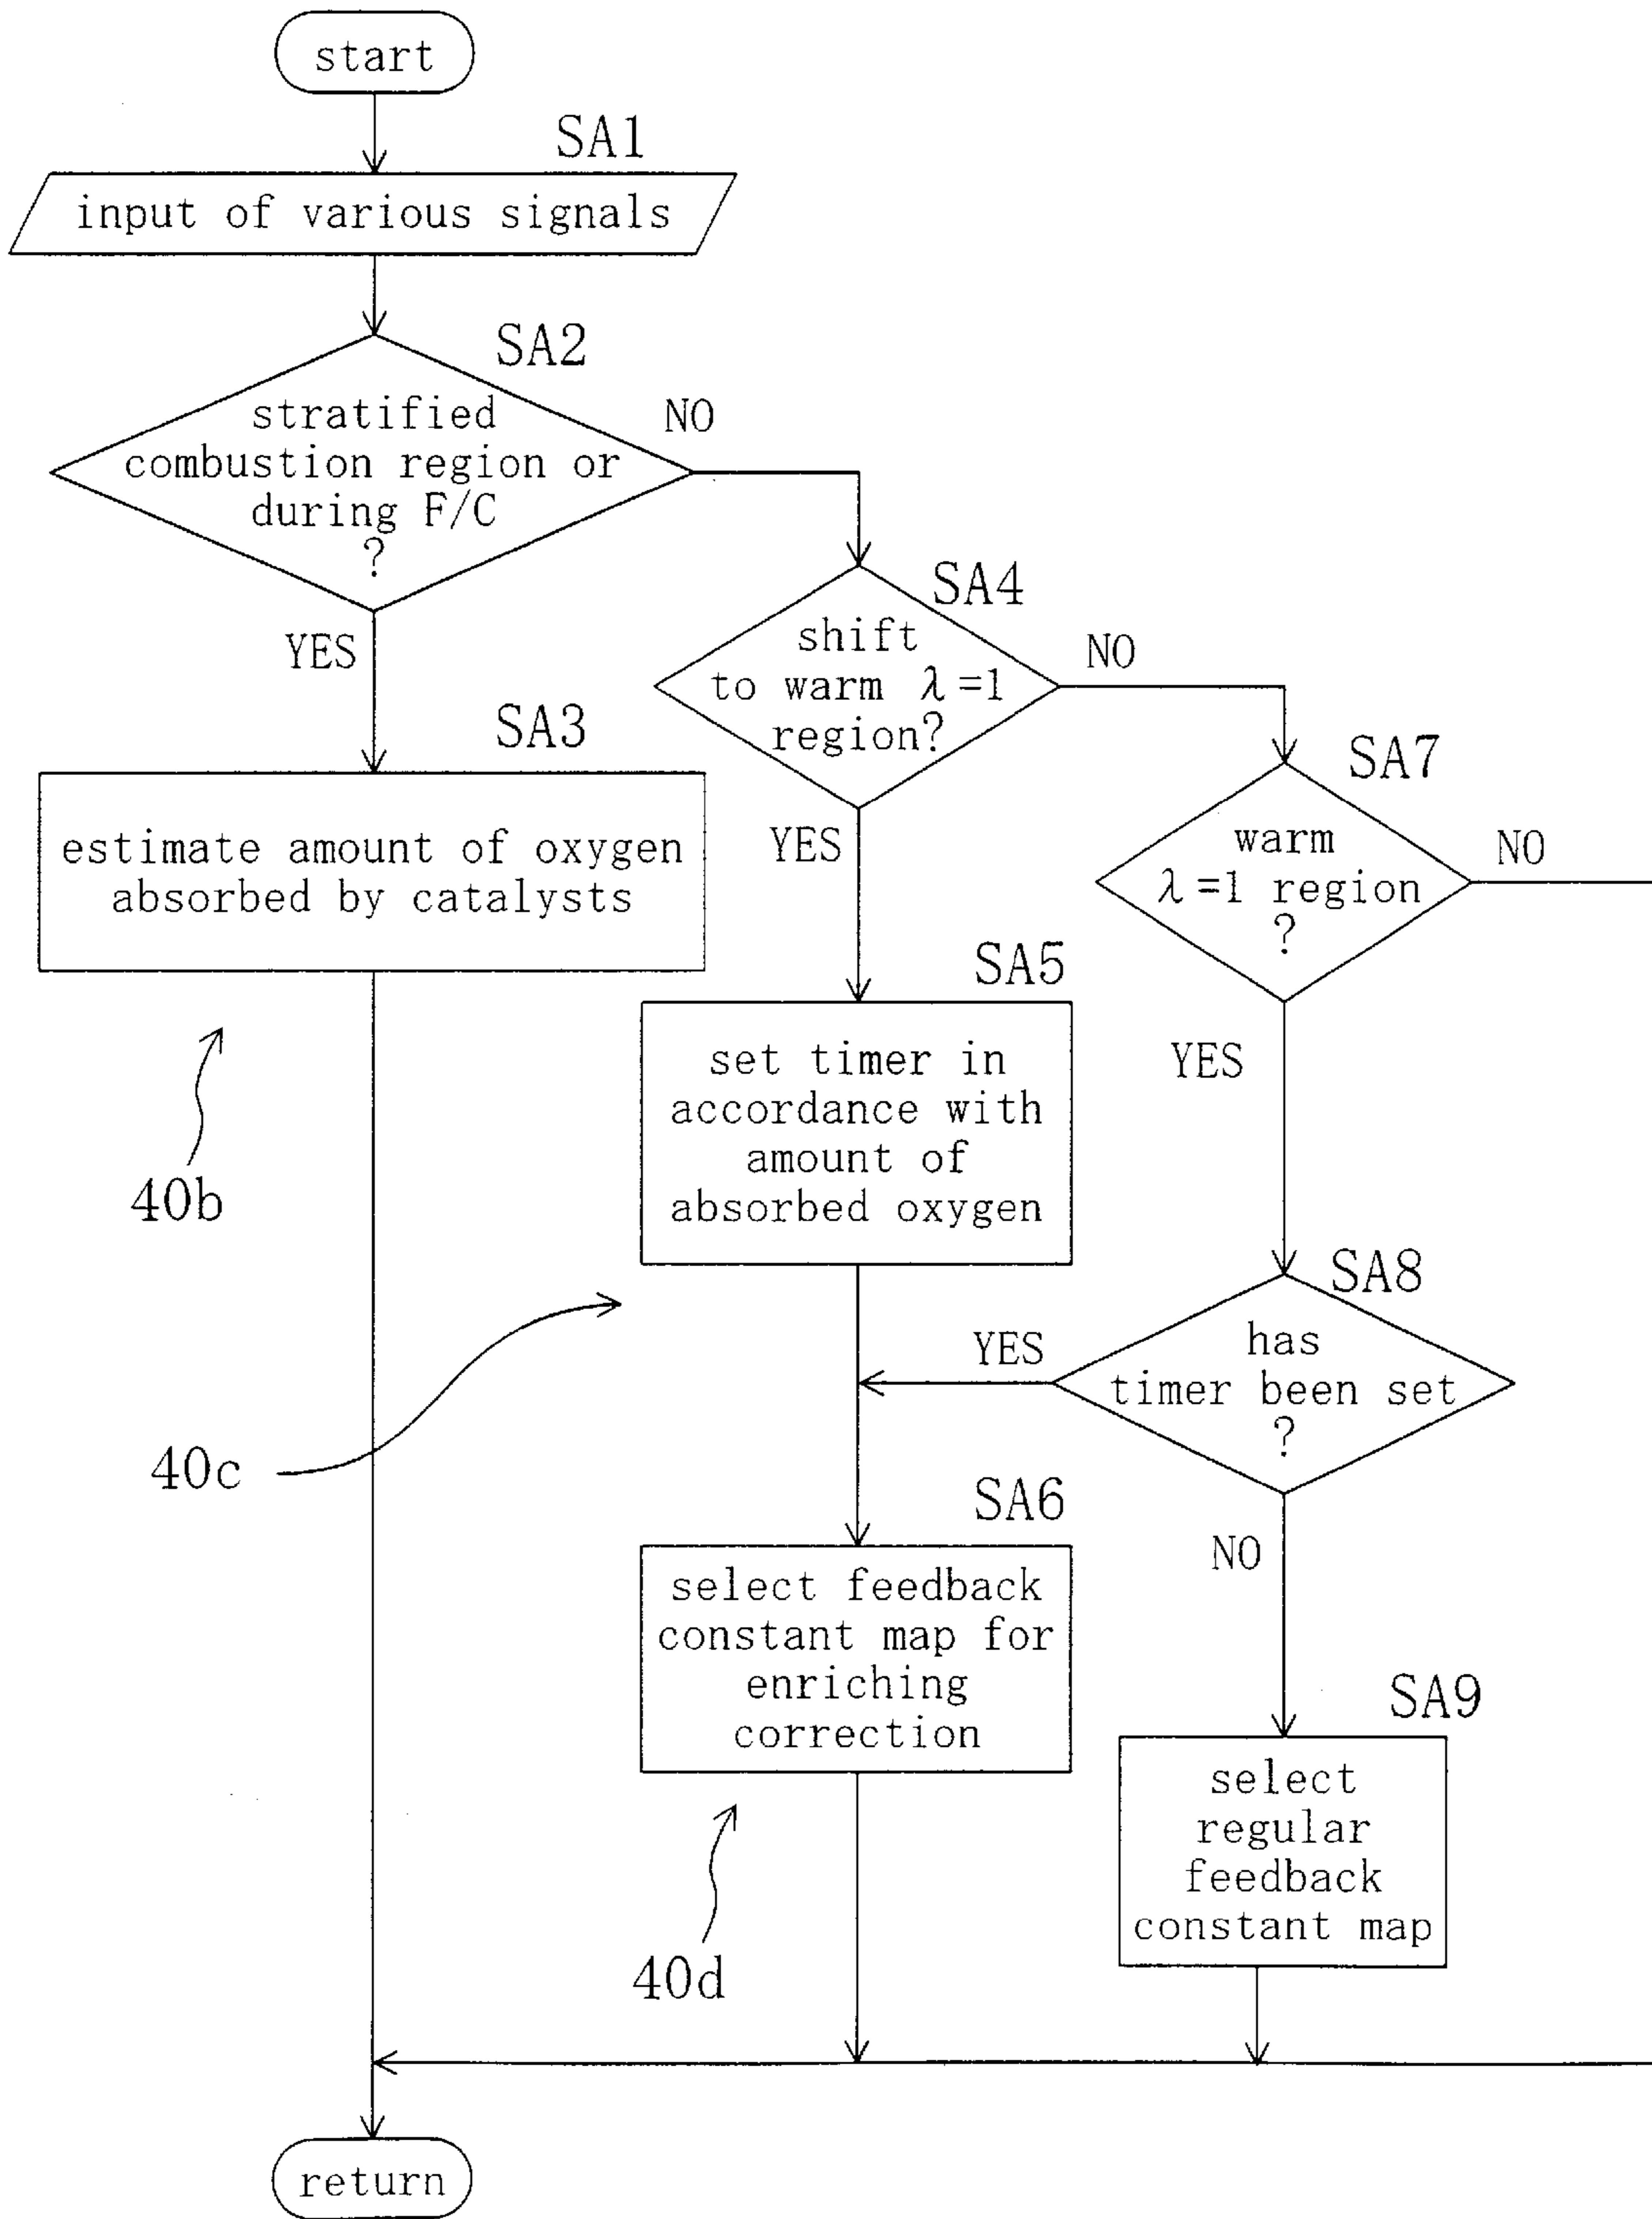 start
SA1
input of various signals
SA2
stratified
combustion region or
during F/C
?
NO
YES
SA4
shift
to warm λ=1
region?
NO
YES
SA3
estimate amount of oxygen
absorbed by catalysts
40b
SA7
warm
λ=1 region
?
NO
YES
SA5
set timer in
accordance with
amount of
absorbed oxygen
40c
SA8
has
timer been set
?
YES
NO
SA6
select feedback
constant map for
enriching
correction
40d
SA9
select
regular
feedback
constant map
return